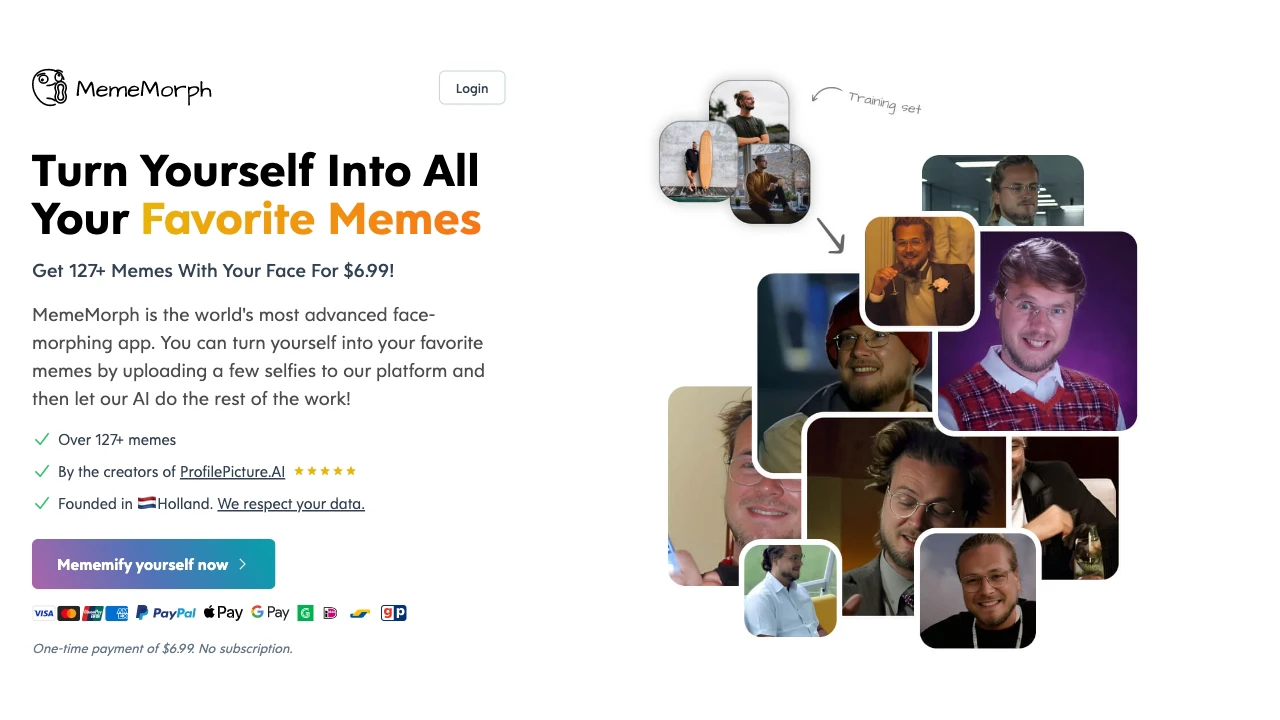 MemeMorph
Login
Training set
Turn Yourself Into All
Your Favorite Memes
Get 127+ Memes With Your Face For $6.99!
MemeMorph is the world's most advanced face-
morphing app. You can turn yourself into your favorite
memes by uploading a few selfies to our platform and
then let our AI do the rest of the work!
Over 127+ memes
By the creators of ProfilePicture.AI
Founded in Holland. We respect your data.
Mememify yourself now
VISA PayPal Pay G Pay G gp
One-time payment of $6.99. No subscription.